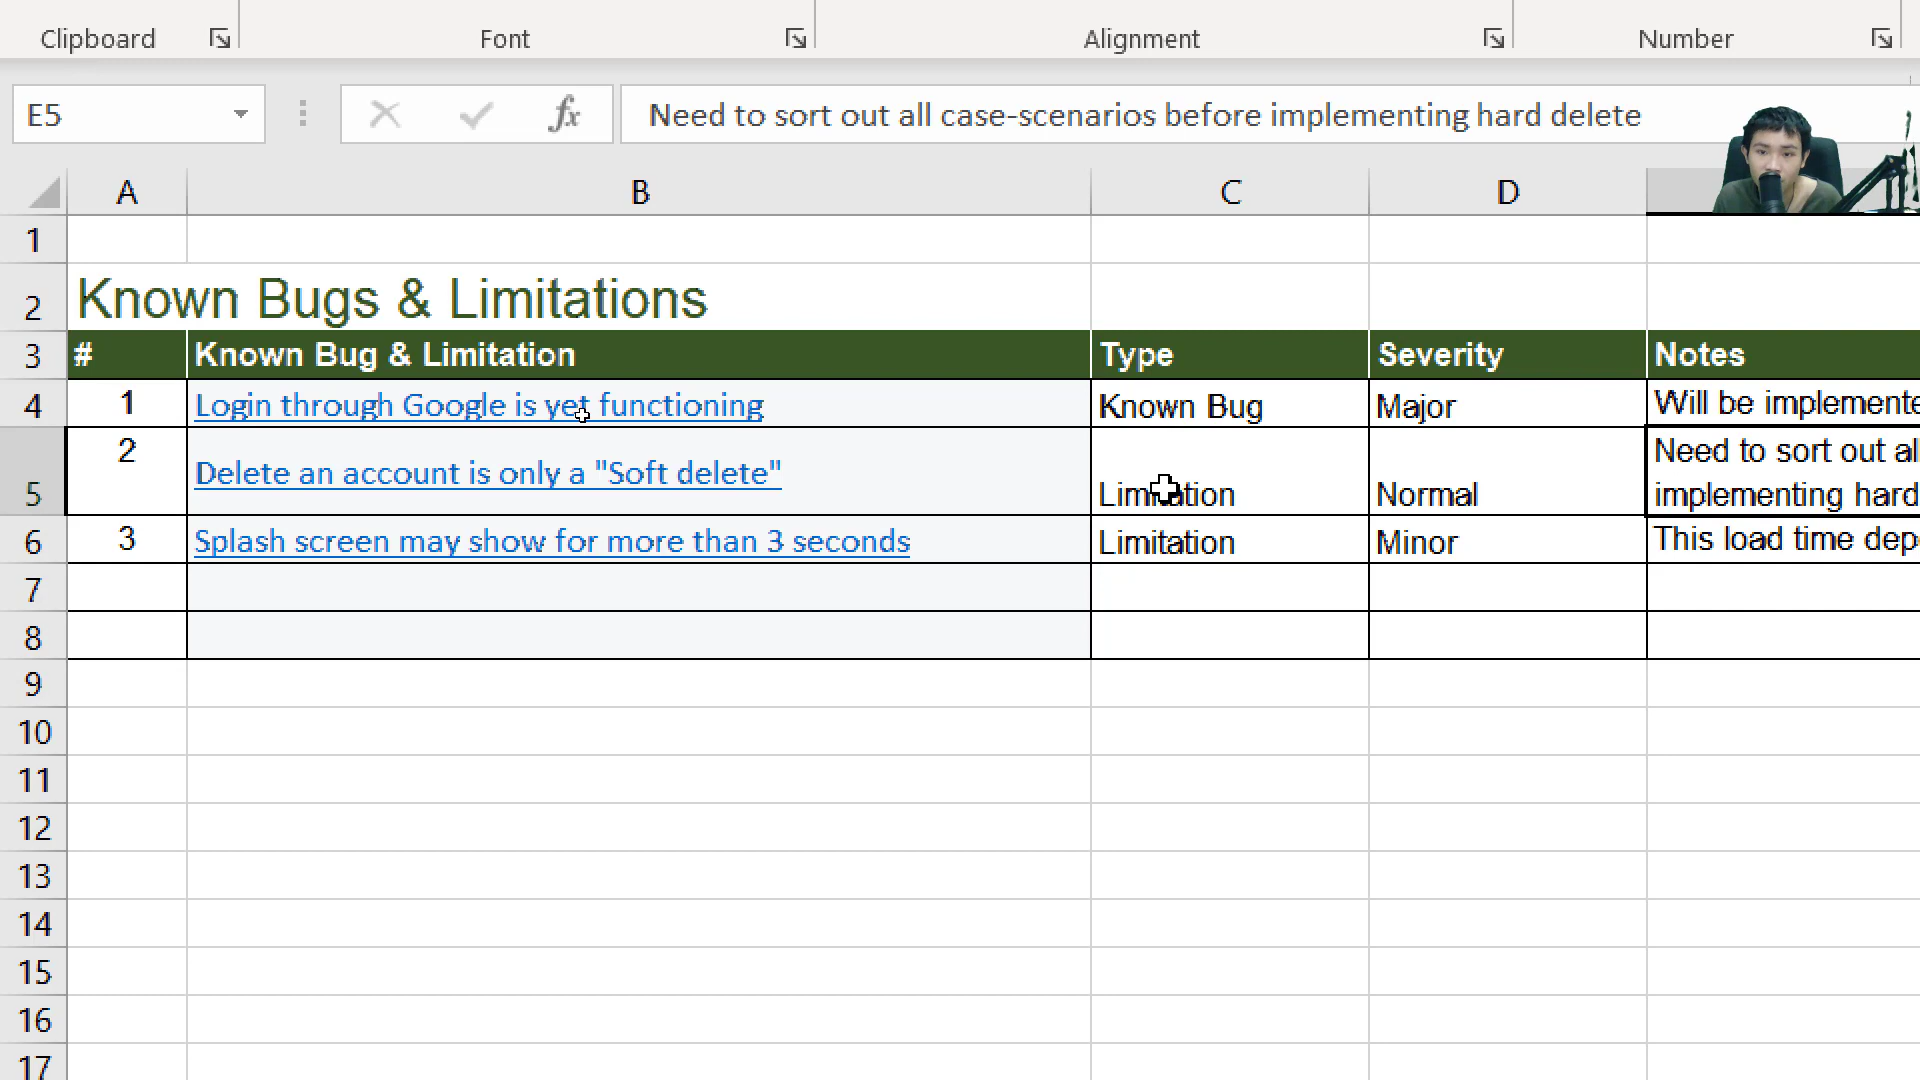 Clipboard Font Alignment Number
E5 fx Need to sort out all case-scenarios before implementing hard delete
A B C D
1
2 Known Bugs & Limitations
3 # Known Bug & Limitation Type Severity Notes
4 1 Login through Google is yet functioning Known Bug Major Will be
5 2 Delete an account is only a "Soft delete" Limitation Normal Need to sort out
implementing hard
6 3 Splash screen may show for more than 3 seconds Limitation Minor This load time
7
8
9
10
11
12
13
14
15
16
17